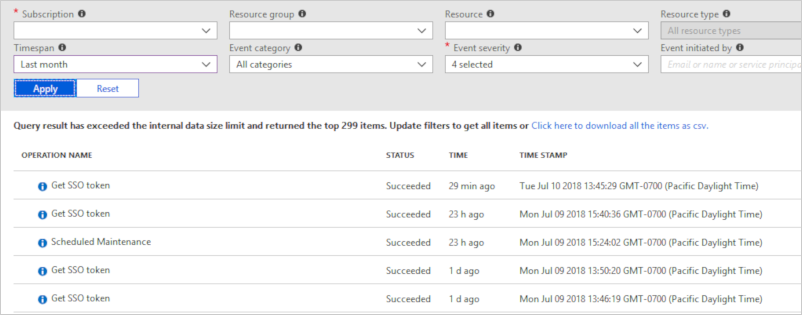 * Subscription Resource group Resource Resource type
All resource types
Timespan Event category * Event severity Event initiated by
Last month All categories 4 selected Email or name or service principa
Apply Reset
Query result has exceeded the internal data size limit and returned the top 299 items. Update filters to get all items or Click here to download all the items as csv.
OPERATION NAME STATUS TIME TIME STAMP
Get SSO token Succeeded 29 min ago Tue Jul 10 2018 13:45:29 GMT-0700 (Pacific Daylight Time)
Get SSO token Succeeded 23 h ago Mon Jul 09 2018 15:40:36 GMT-0700 (Pacific Daylight Time)
Scheduled Maintenance Succeeded 23 h ago Mon Jul 09 2018 15:24:02 GMT-0700 (Pacific Daylight Time)
Get SSO token Succeeded 1 d ago Mon Jul 09 2018 13:50:20 GMT-0700 (Pacific Daylight Time)
Get SSO token Succeeded 1 d ago Mon Jul 09 2018 13:46:19 GMT-0700 (Pacific Daylight Time)